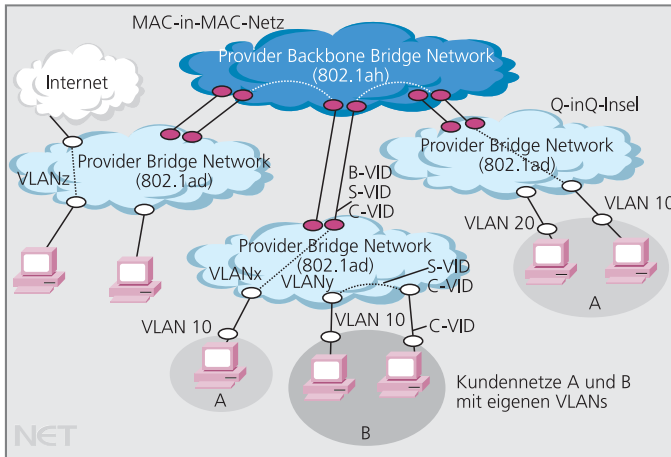 MAC-in-MAC-Netz
Provider Backbone Bridge Network
(802.1ah)
Internet
Q-inQ-Insel
Provider Bridge Network
(802.1ad)
VLANz
Provider Bridge Network
(802.1ad)
B-VID
S-VID
C-VID
VLAN 20
VLAN 10
Provider Bridge Network
(802.1ad)
VLANx
VLANy
S-VID
C-VID
A
VLAN 10
VLAN 10
C-VID
A
B
Kundennetze A und B
mit eigenen VLANs
NET